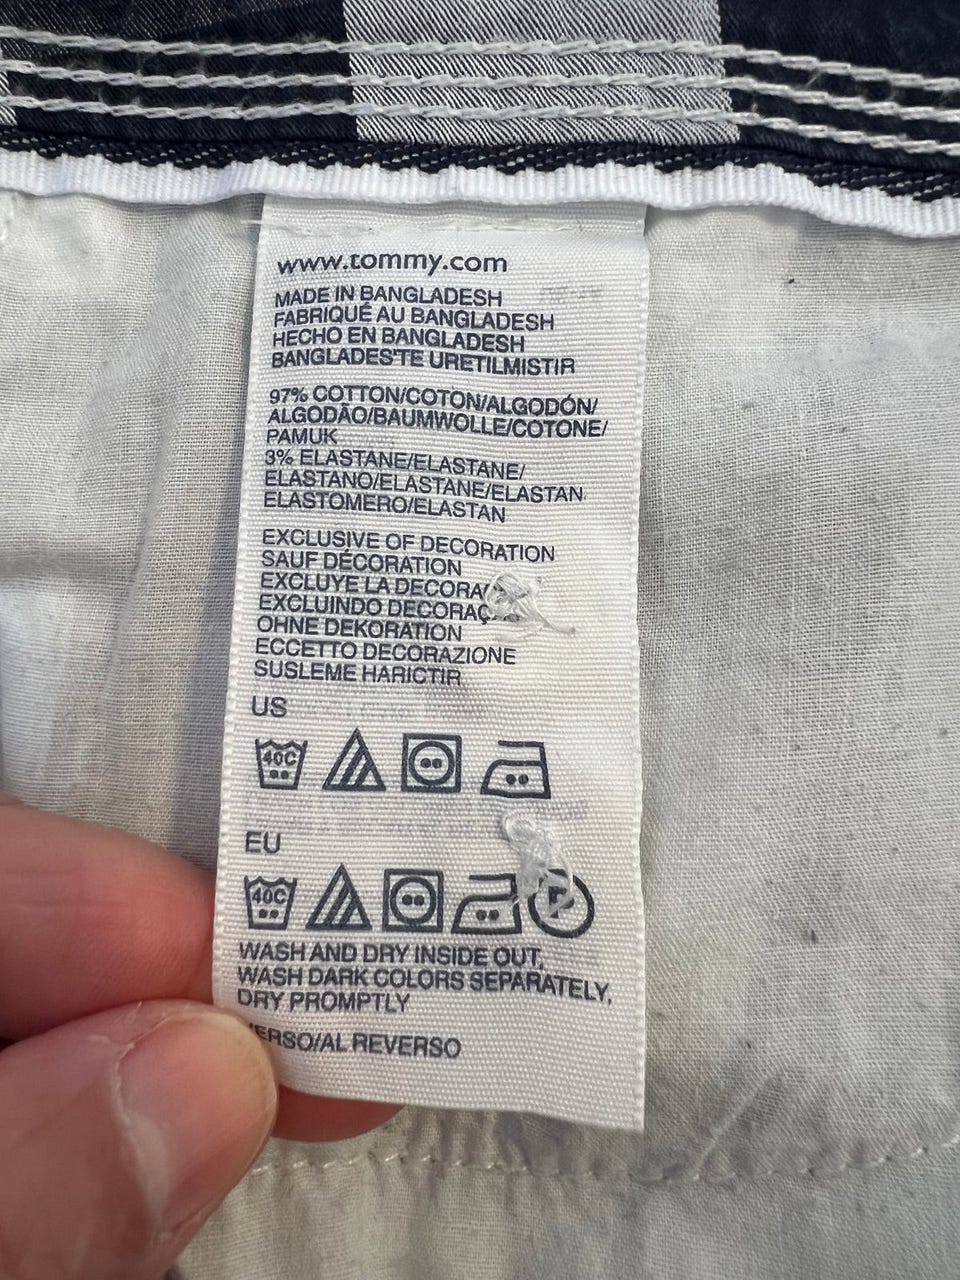 www.tommy.com
MADE IN BANGLADESH
FABRIQUÉ AU BANGLADESH
HECHO EN BANGLADESH
BANGLADES'TE URETILMISTIR
97% COTTON/COTON/ALGODÓN/
ALGODÃO/BAUMWOLLE/COTONE/
PAMUK
3% ELASTANE/ELASTANE/
ELASTANO/ELASTANE/ELASTAN
ELASTOMERO/ELASTAN
EXCLUSIVE OF DECORATION
SAUF DÉCORATION
EXCLUYE LA
EXCLUINDO
OHNE DEKORATION
ECCETTO DECORAZIONE
SUSLEME HARICTIR
US
40C
EU
40C
WASH AND DRY INSIDE OUT,
WASH DARK COLORS SEPARATELY,
DRY PROMPTLY
REVERSO